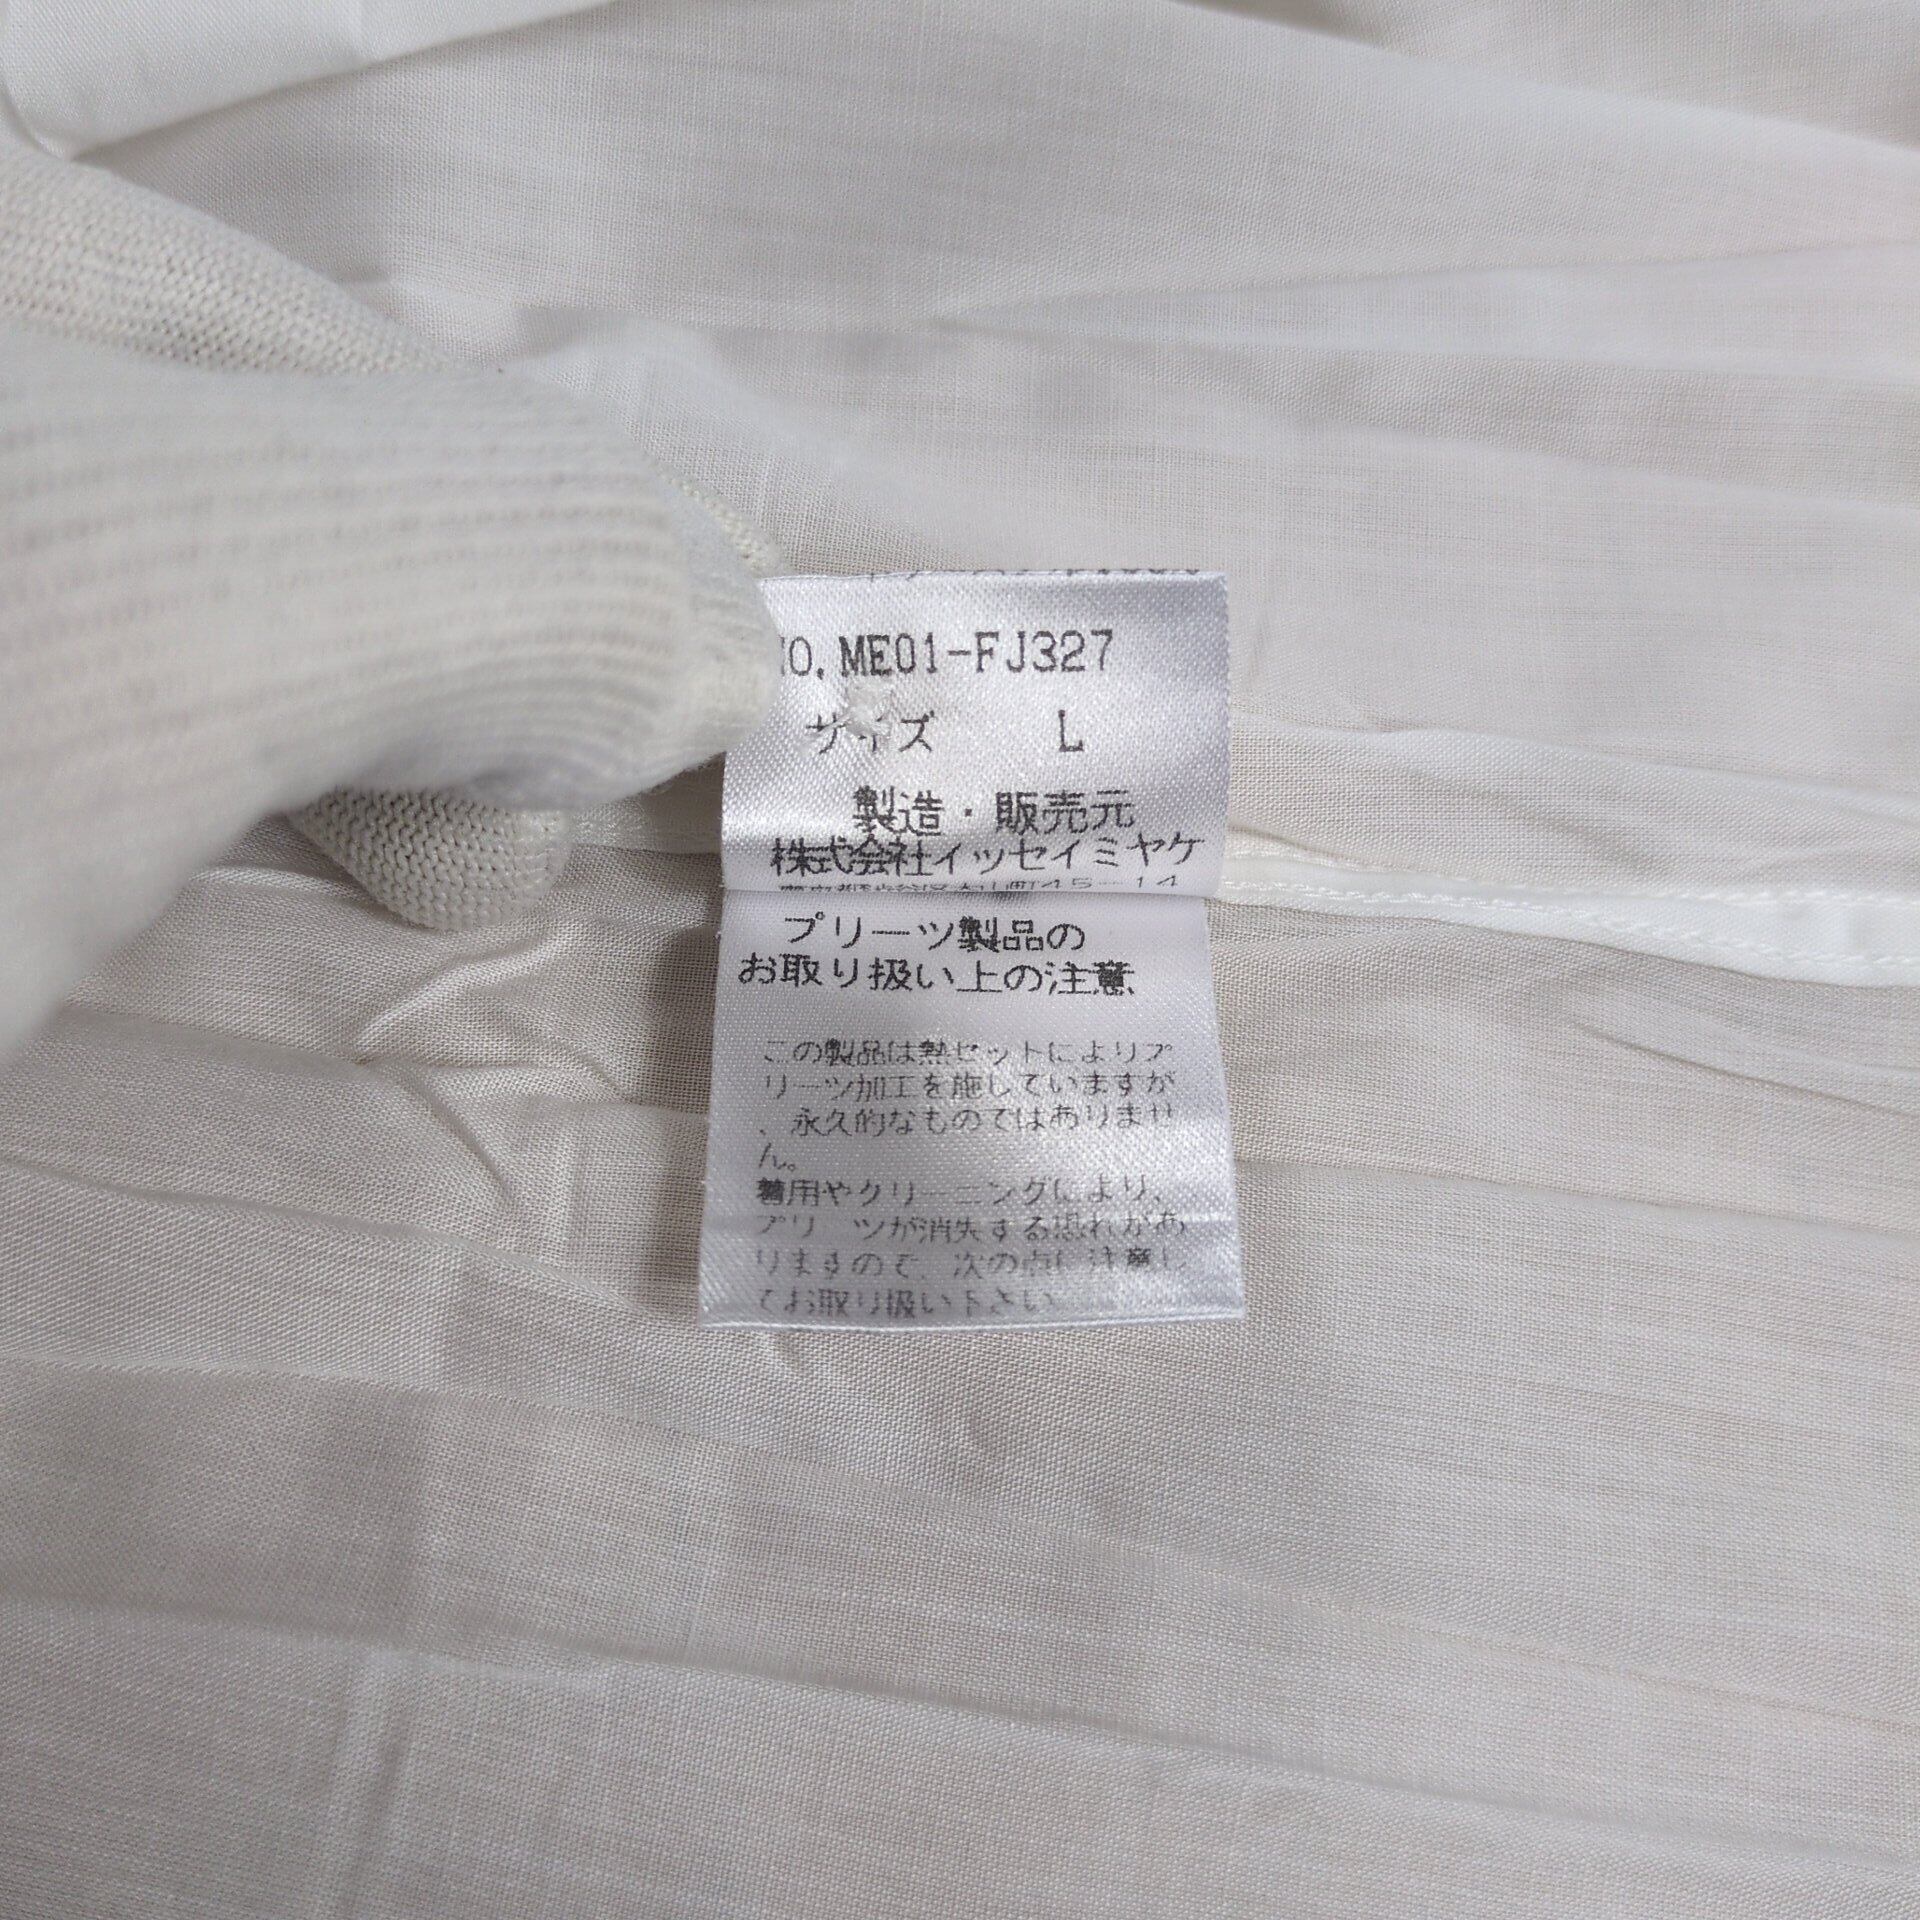 NO.ME01-FJ327
サイズ L
製造・販売元
株式会社イッセイミヤケ
町45-14
プリーツ製品の
お取り扱い上の注意
この製品は熱セットによりプ
リーツ加工を施していますが
、永久的なものではありませ
ん。
着用やクリーニングにより、
プリーツが消失する恐れがあ
りますので、次の点に注意し
てお取り扱い下さい